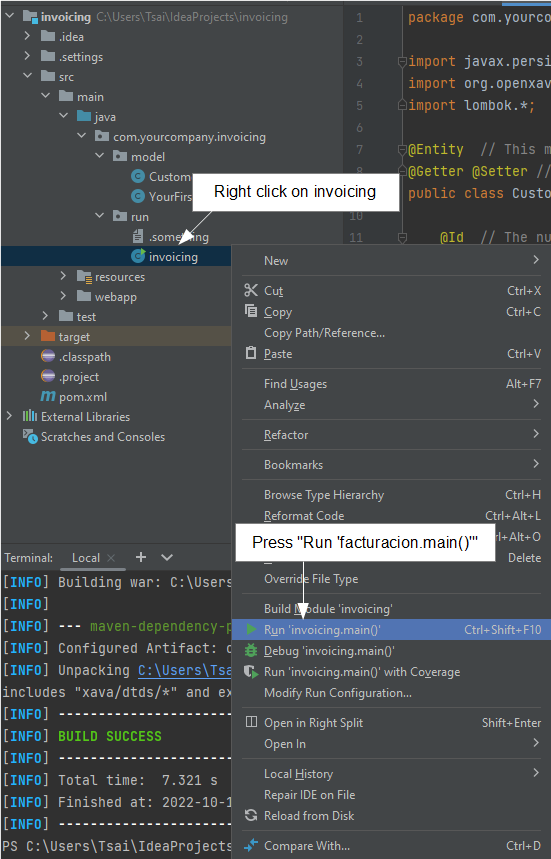 invoicing C:\Users\Tsai\IdeaProjects\invoicing
.idea
.settings
src
main
java
com.yourcompany.invoicing
model
Custom
YourFirs
run
.something
invoicing
resources
webapp
test
target
.classpath
.project
pom.xml
External Libraries
Scratches and Consoles
Right click on invoicing
1 package com.yourco
2
3 import javax.persi
4 import org.openxav
5 import lombok.*;
6
7 @Entity // This m
8 @Getter @Setter //
9 public class Custo
10
11 @Id // The nu
New
Cut Ctrl+X
Copy Ctrl+C
Copy Path/Reference...
Paste Ctrl+V
Find Usages Alt+F7
Analyze
Refactor
Bookmarks
Browse Type Hierarchy Ctrl+H
Reformat Code Ctrl+Alt+L
Ctrl+Alt+O
Delete
Press "Run 'facturacion.main()'"
Override File Type
Build Module 'invoicing'
Run 'invoicing.main()' Ctrl+Shift+F10
Debug 'invoicing.main()'
Run 'invoicing.main()' with Coverage
Modify Run Configuration...
Open in Right Split Shift+Enter
Open In
Local History
Repair IDE on File
Reload from Disk
Compare With... Ctrl+D
Terminal: Local
[INFO] Building war: C:\Users
[INFO]
[INFO] --- maven-dependency-p
[INFO] Configured Artifact:
[INFO] Unpacking C:\Users\Tsa
includes "xava/dtds/*" and ex
[INFO] ----------------------
[INFO] BUILD SUCCESS
[INFO] ----------------------
[INFO] Total time: 7.321 s
[INFO] Finished at: 2022-10-1
[INFO] ----------------------
PS C:\Users\Tsai\IdeaProjects